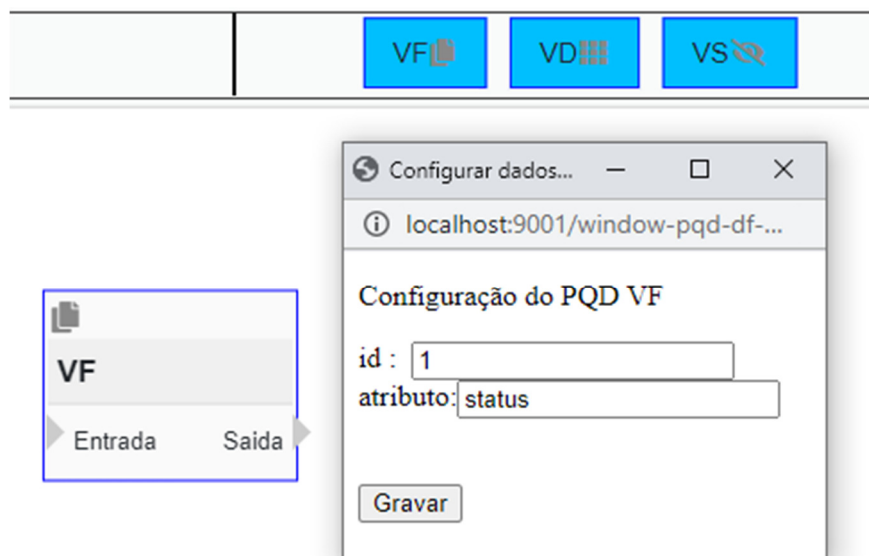 VF VD VS
Configurar dados...
localhost:9001/window-pqd-df-...
Configuração do PQD VF
id : 1
atributo: status
Gravar
VF
Entrada Saida